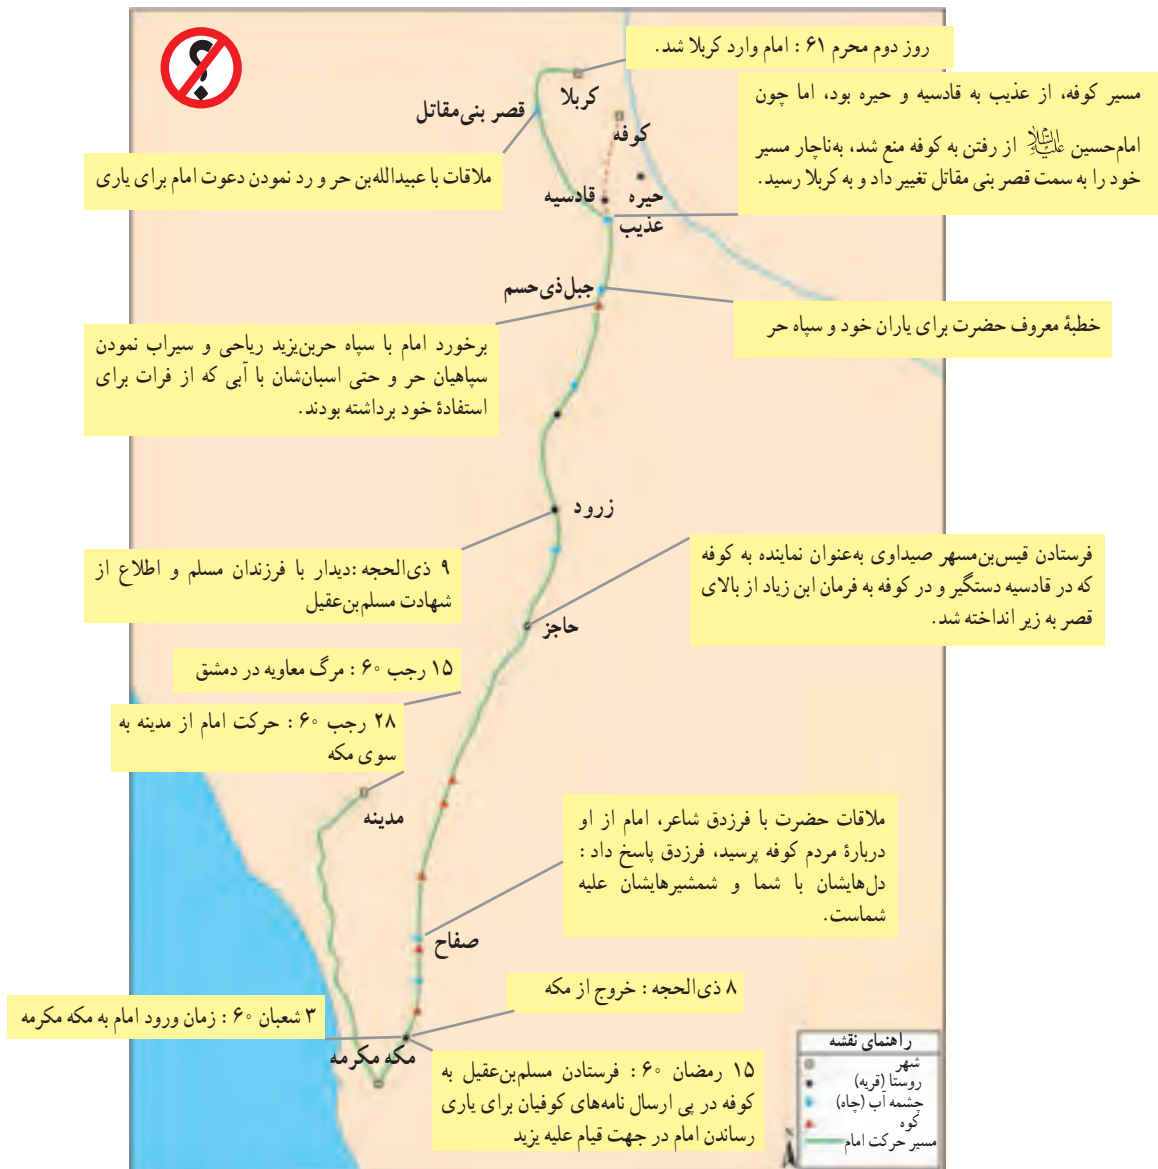 روز دوم محرم ۶۱ : امام وارد کربلا شد.
مسیر کوفه، از عذیب به قادسیه و حیره بود، اما چون
امام‌حسین علیه‌السلام از رفتن به کوفه منع شد، به‌ناچار مسیر
خود را به سمت قصر بنی مقاتل تغییر داد و به کربلا رسید.
کربلا
قصر بنی‌مقاتل
کوفه
ملاقات با عبیدالله‌بن حر و رد نمودن دعوت امام برای یاری
حیره
قادسیه
عذیب
جبل‌ذی‌حسم
خطبهٔ معروف حضرت برای یاران خود و سپاه حر
برخورد امام با سپاه حربن‌یزید ریاحی و سیراب نمودن
سپاهیان حر و حتی اسبان‌شان با آبی که از فرات برای
استفادهٔ خود برداشته بودند.
زرود
فرستادن قیس‌بن‌مسهر صیداوی به‌عنوان نماینده به کوفه
که در قادسیه دستگیر و در کوفه به فرمان ابن زیاد از بالای
قصر به زیر انداخته شد.
۹ ذی‌الحجه :دیدار با فرزندان مسلم و اطلاع از
شهادت مسلم‌بن‌عقیل
حاجز
۱۵ رجب ۶۰ : مرگ معاویه در دمشق
۲۸ رجب ۶۰ : حرکت امام از مدینه به
سوی مکه
مدینه
ملاقات حضرت با فرزدق شاعر، امام از او
دربارهٔ مردم کوفه پرسید، فرزدق پاسخ داد :
دل‌هایشان با شما و شمشیرهایشان علیه
شماست.
صفاح
۸ ذی‌الحجه : خروج از مکه
۳ شعبان ۶۰ : زمان ورود امام به مکه مکرمه
مکه مکرمه
۱۵ رمضان ۶۰ : فرستادن مسلم‌بن‌عقیل به
کوفه در پی ارسال نامه‌های کوفیان برای یاری
رساندن امام در جهت قیام علیه یزید
راهنمای نقشه
شهر
روستا (قریه)
چشمه آب (چاه)
کوه
مسیر حرکت امام
؟
N